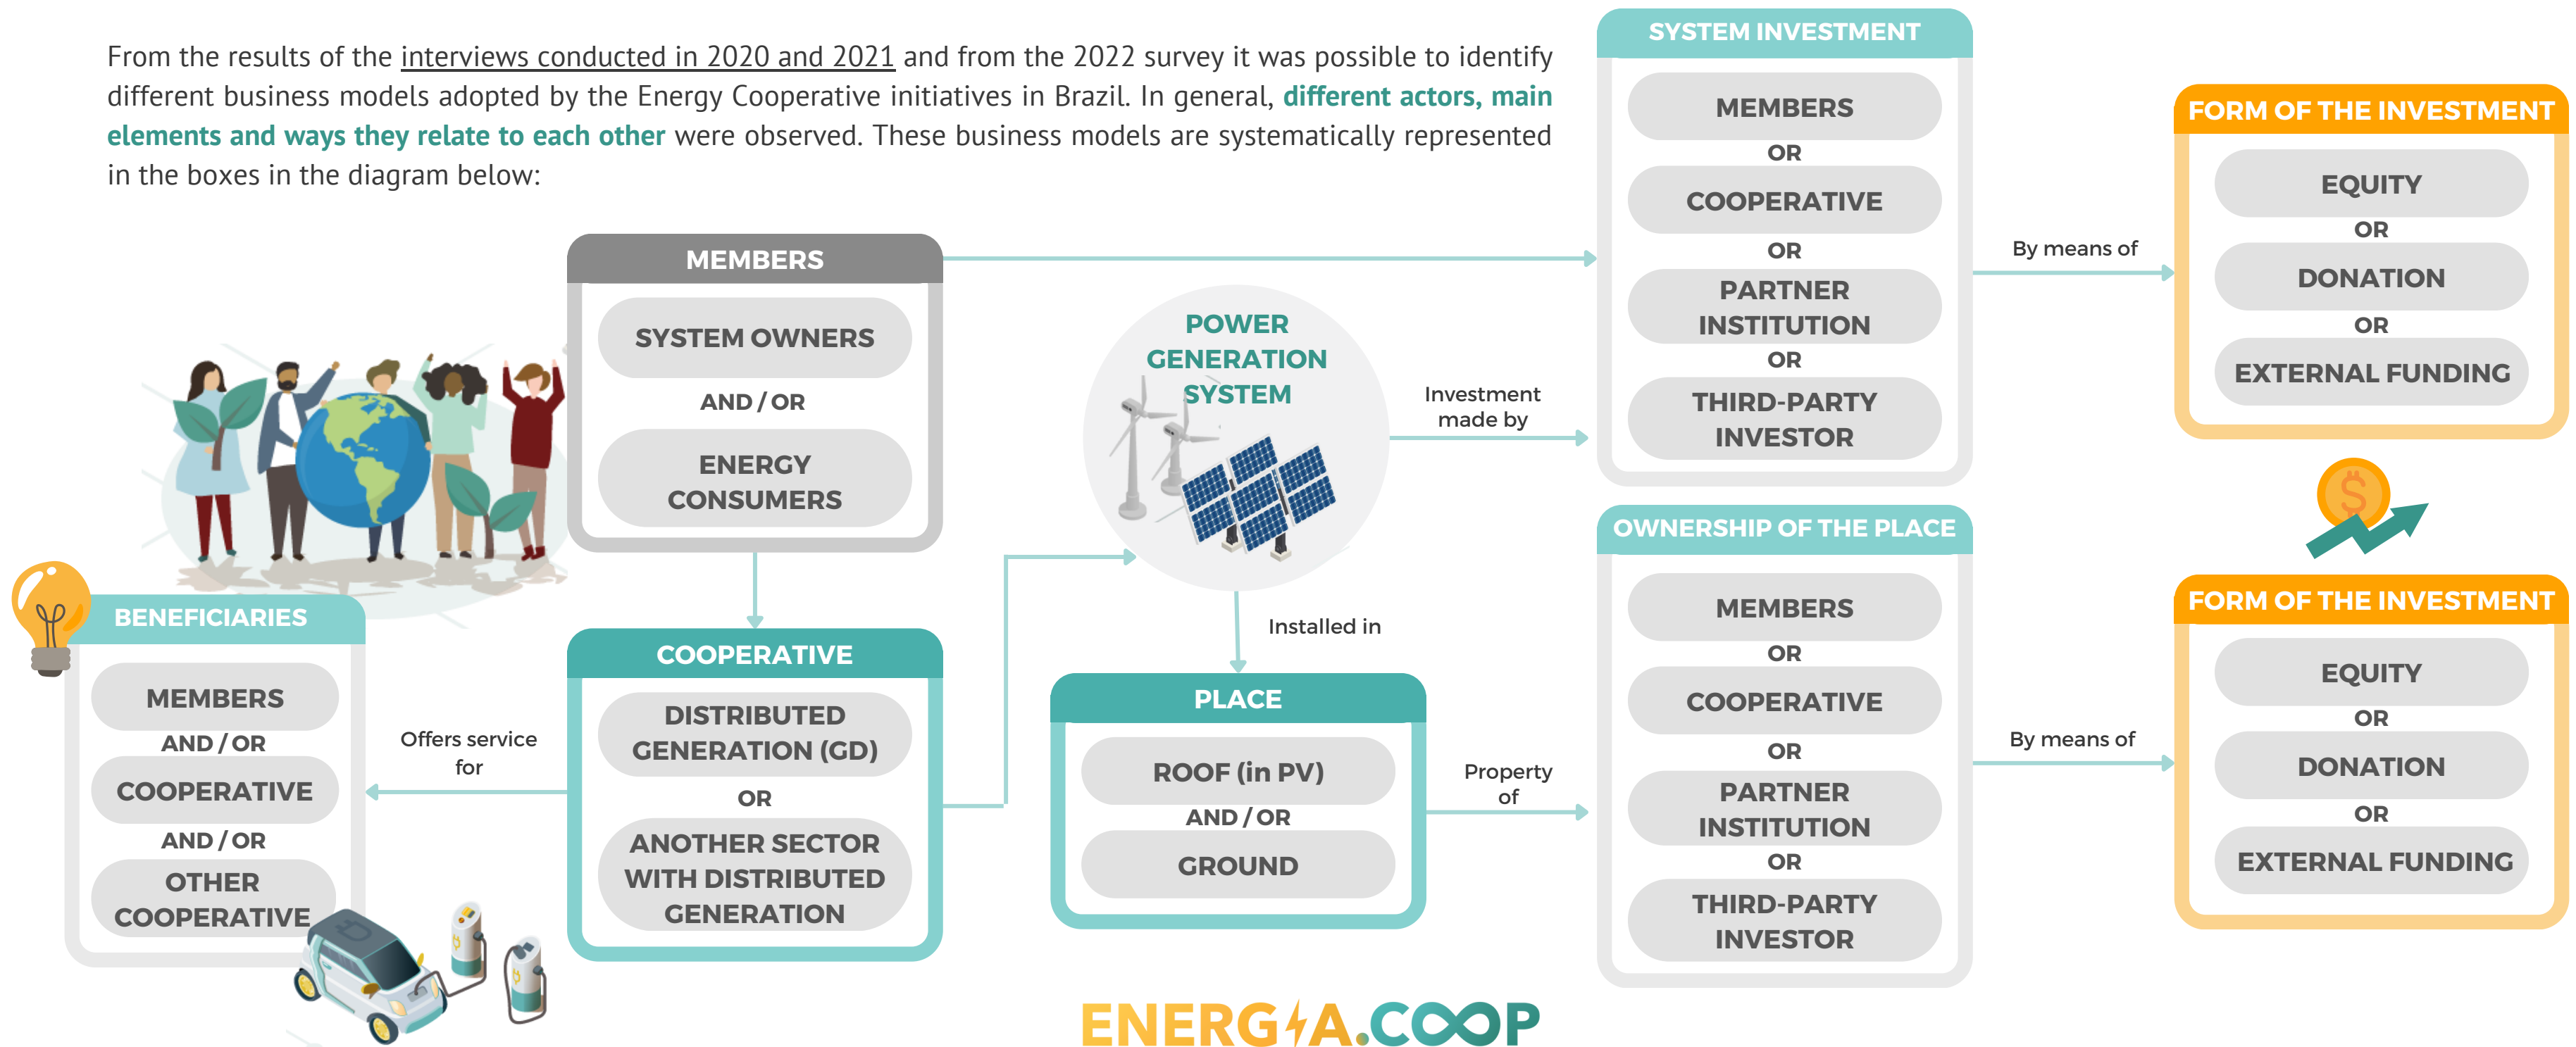 From the results of the interviews conducted in 2020 and 2021 and from the 2022 survey it was possible to identify
different business models adopted by the Energy Cooperative initiatives in Brazil. In general, different actors, main
elements and ways they relate to each other were observed. These business models are systematically represented
in the boxes in the diagram below:
MEMBERS
SYSTEM OWNERS
AND / OR
ENERGY
CONSUMERS
BENEFICIARIES
MEMBERS
AND / OR
COOPERATIVE
AND / OR
OTHER
COOPERATIVE
Offers service
for
COOPERATIVE
DISTRIBUTED
GENERATION (GD)
OR
ANOTHER SECTOR
WITH DISTRIBUTED
GENERATION
POWER
GENERATION
SYSTEM
Investment
made by
Installed in
PLACE
ROOF (in PV)
AND / OR
GROUND
Property
of
SYSTEM INVESTMENT
MEMBERS
OR
COOPERATIVE
OR
PARTNER
INSTITUTION
OR
THIRD-PARTY
INVESTOR
By means of
FORM OF THE INVESTMENT
EQUITY
OR
DONATION
OR
EXTERNAL FUNDING
$
OWNERSHIP OF THE PLACE
MEMBERS
OR
COOPERATIVE
OR
PARTNER
INSTITUTION
OR
THIRD-PARTY
INVESTOR
By means of
FORM OF THE INVESTMENT
EQUITY
OR
DONATION
OR
EXTERNAL FUNDING
ENERGIA.COOP